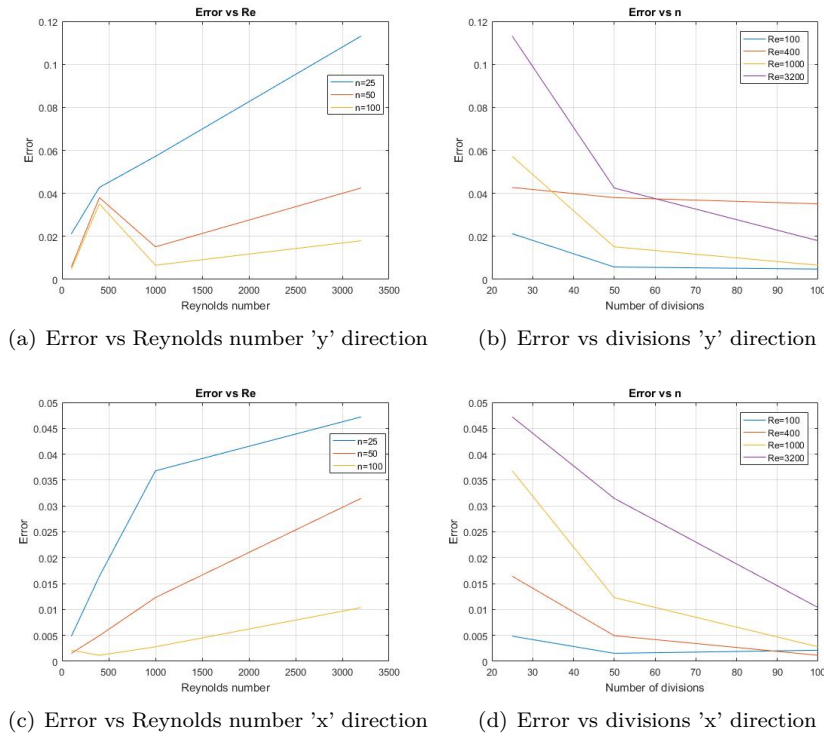 Error vs Re
0.12
0.1
0.08
0.06
0.04
0.02
0
Error
n=25
n=50
n=100
0 500 1000 1500 2000 2500 3000 3500
Reynolds number
(a) Error vs Reynolds number 'y' direction
Error vs n
0.12
0.1
0.08
0.06
0.04
0.02
0
Error
Re=100
Re=400
Re=1000
Re=3200
20 30 40 50 60 70 80 90 100
Number of divisions
(b) Error vs divisions 'y' direction
Error vs Re
0.05
0.045
0.04
0.035
0.03
0.025
0.02
0.015
0.01
0.005
0
Error
n=25
n=50
n=100
0 500 1000 1500 2000 2500 3000 3500
Reynolds number
(c) Error vs Reynolds number 'x' direction
Error vs n
0.05
0.045
0.04
0.035
0.03
0.025
0.02
0.015
0.01
0.005
0
Error
Re=100
Re=400
Re=1000
Re=3200
20 30 40 50 60 70 80 90 100
Number of divisions
(d) Error vs divisions 'x' direction